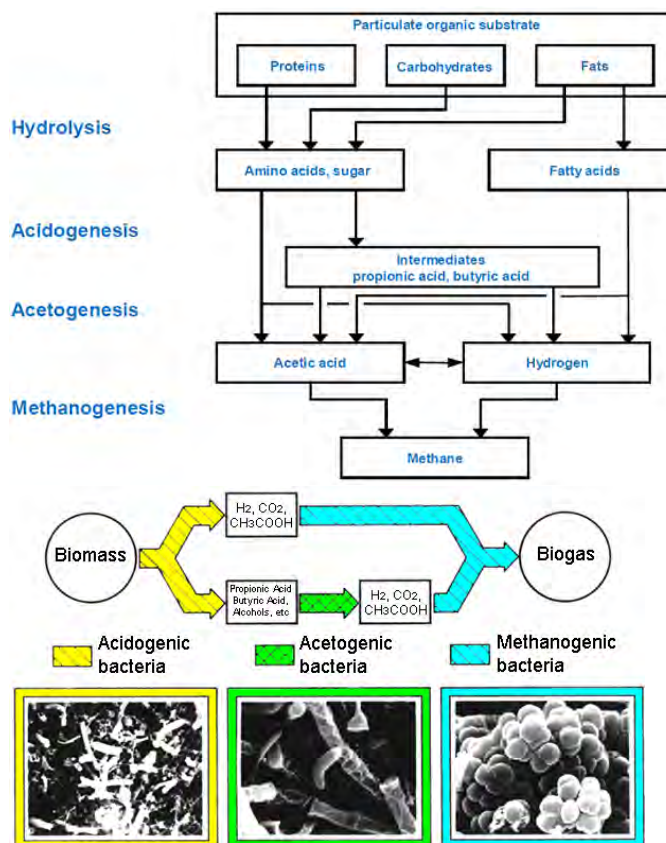 Particulate organic substrate
Proteins
Carbohydrates
Fats
Hydrolysis
Amino acids, sugar
Fatty acids
Acidogenesis
Intermediates
propionic acid, butyric acid
Acetogenesis
Acetic acid
Hydrogen
Methanogenesis
Methane
H2, CO2,
CH3COOH
Biomass
Biogas
Propionic Acid
Butyric Acid,
Alcohols, etc
H2, CO2,
CH3COOH
Acidogenic
bacteria
Acetogenic
bacteria
Methanogenic
bacteria